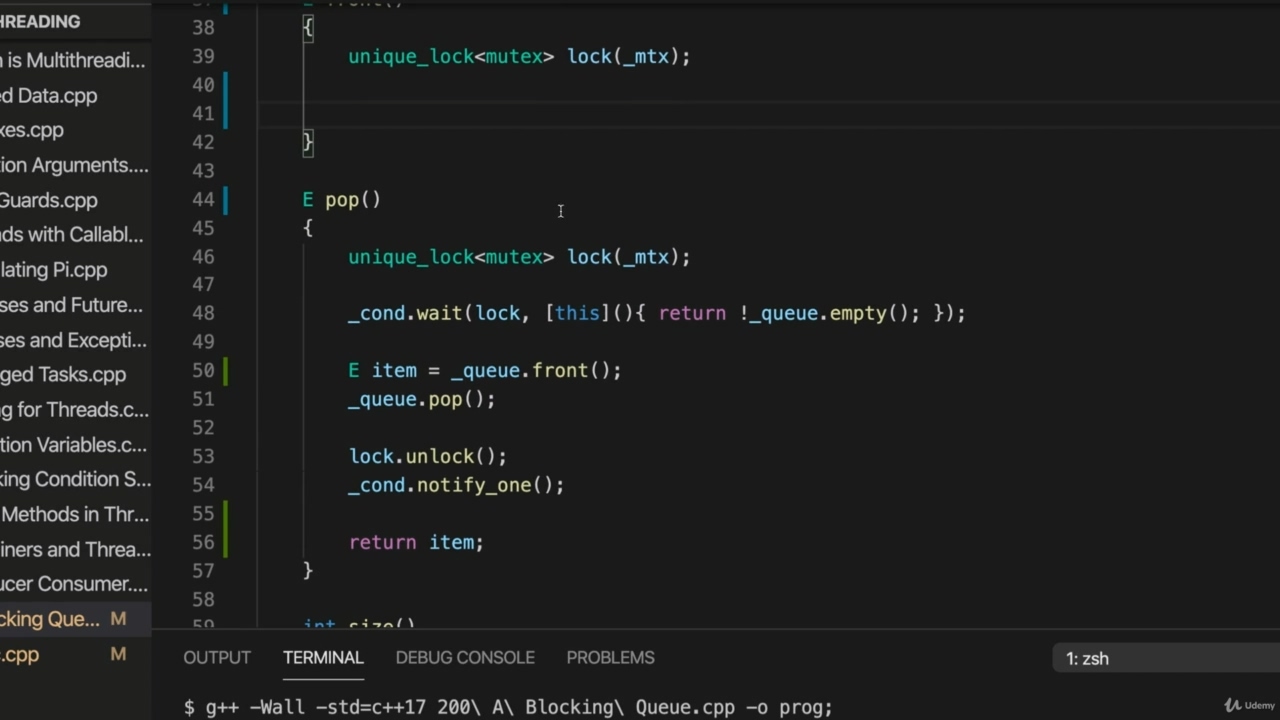 HREADING
n is Multithreadi...
ed Data.cpp
xes.cpp
tion Arguments....
Guards.cpp
ads with Callabl...
lating Pi.cpp
ses and Future...
ses and Excepti...
ged Tasks.cpp
ng for Threads.c...
tion Variables.c...
king Condition S...
Methods in Thr...
iners and Threa...
ucer Consumer....
cking Que... M
.cpp M
37 E front()
38 {
39 unique_lock<mutex> lock(_mtx);
40
41
42 }
43
44 E pop()
45 {
46 unique_lock<mutex> lock(_mtx);
47
48 _cond.wait(lock, [this](){ return !_queue.empty(); });
49
50 E item = _queue.front();
51 _queue.pop();
52
53 lock.unlock();
54 _cond.notify_one();
55
56 return item;
57 }
58
59 int size()
OUTPUT TERMINAL DEBUG CONSOLE PROBLEMS
1: zsh
$ g++ -Wall -std=c++17 200\ A\ Blocking\ Queue.cpp -o prog;
Udemy